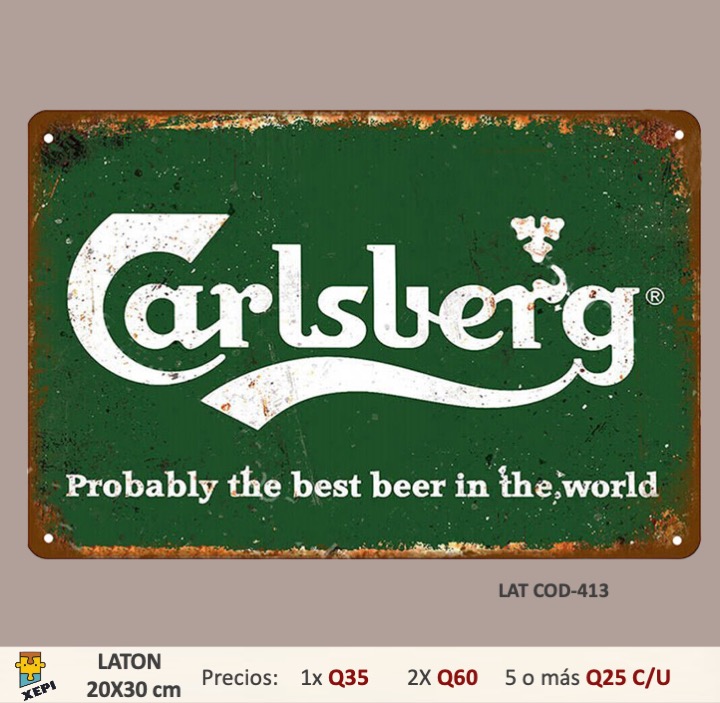 Carlsberg®
Probably the best beer in the world
LAT COD-413
XEPI
LATON
20X30 cm
Precios: 1x Q35 2X Q60 5 o más Q25 C/U